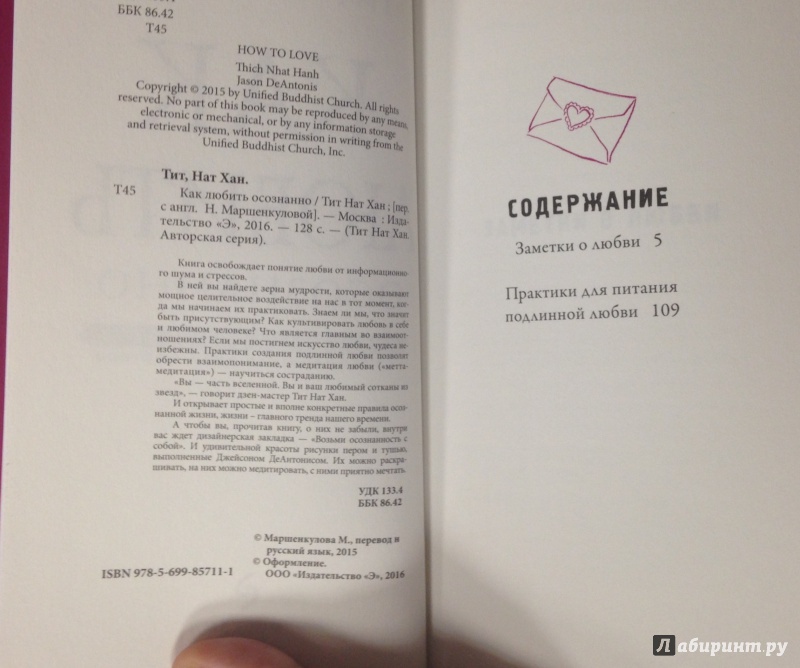 ББК 86.42
Т45
HOW TO LOVE
Thich Nhat Hanh
Jason DeAntonis
Copyright © 2015 by Unified Buddhist Church. All rights
reserved. No part of this book may be reproduced by any means,
electronic or mechanical, or by any information storage
and retrieval system, without permission in writing from the
Unified Buddhist Church, Inc.
Тит, Нат Хан.
Т45
Как любить осознанно / Тит Нат Хан ; [пер.
с англ. Н. Маршенкуловой]. — Москва : Изда-
тельство «Э», 2016. — 128 с. — (Тит Нат Хан.
Авторская серия).
Книга освобождает понятие любви от информационно-
го шума и стрессов.
В ней вы найдете зерна мудрости, которые оказывают
мощное целительное воздействие на нас в тот момент, ког-
да мы начинаем их практиковать. Знаем ли мы, что значит
быть присутствующим? Как культивировать любовь в себе
и любимом человеке? Что является главным во взаимоот-
ношениях? Если мы постигнем искусство любви, чудеса не-
избежны. Практики создания подлинной любви позволят
обрести взаимопонимание, а медитация любви («метта-
медитация») — научиться состраданию.
«Вы — часть вселенной. Вы и ваш любимый сотканы из
звезд», — говорит дзен-мастер Тит Нат Хан.
И открывает простые и вполне конкретные правила осоз-
нанной жизни, жизни – главного тренда нашего времени.
А чтобы вы, прочитав книгу, о них не забыли, внутри
вас ждет дизайнерская закладка — «Возьми осознанность с
собой». И удивительной красоты рисунки пером и тушью,
выполненные Джейсоном ДеАнтонисом. Их можно раскра-
шивать, на них можно медитировать, с ними приятно мечтать.
УДК 133.4
ББК 86.42
© Маршенкулова М., перевод на
русский язык, 2015
© Оформление.
ООО «Издательство «Э», 2016
ISBN 978-5-699-85711-1
СОДЕРЖАНИЕ
Заметки о любви 5
Практики для питания
подлинной любви 109
Лабиринт.ру